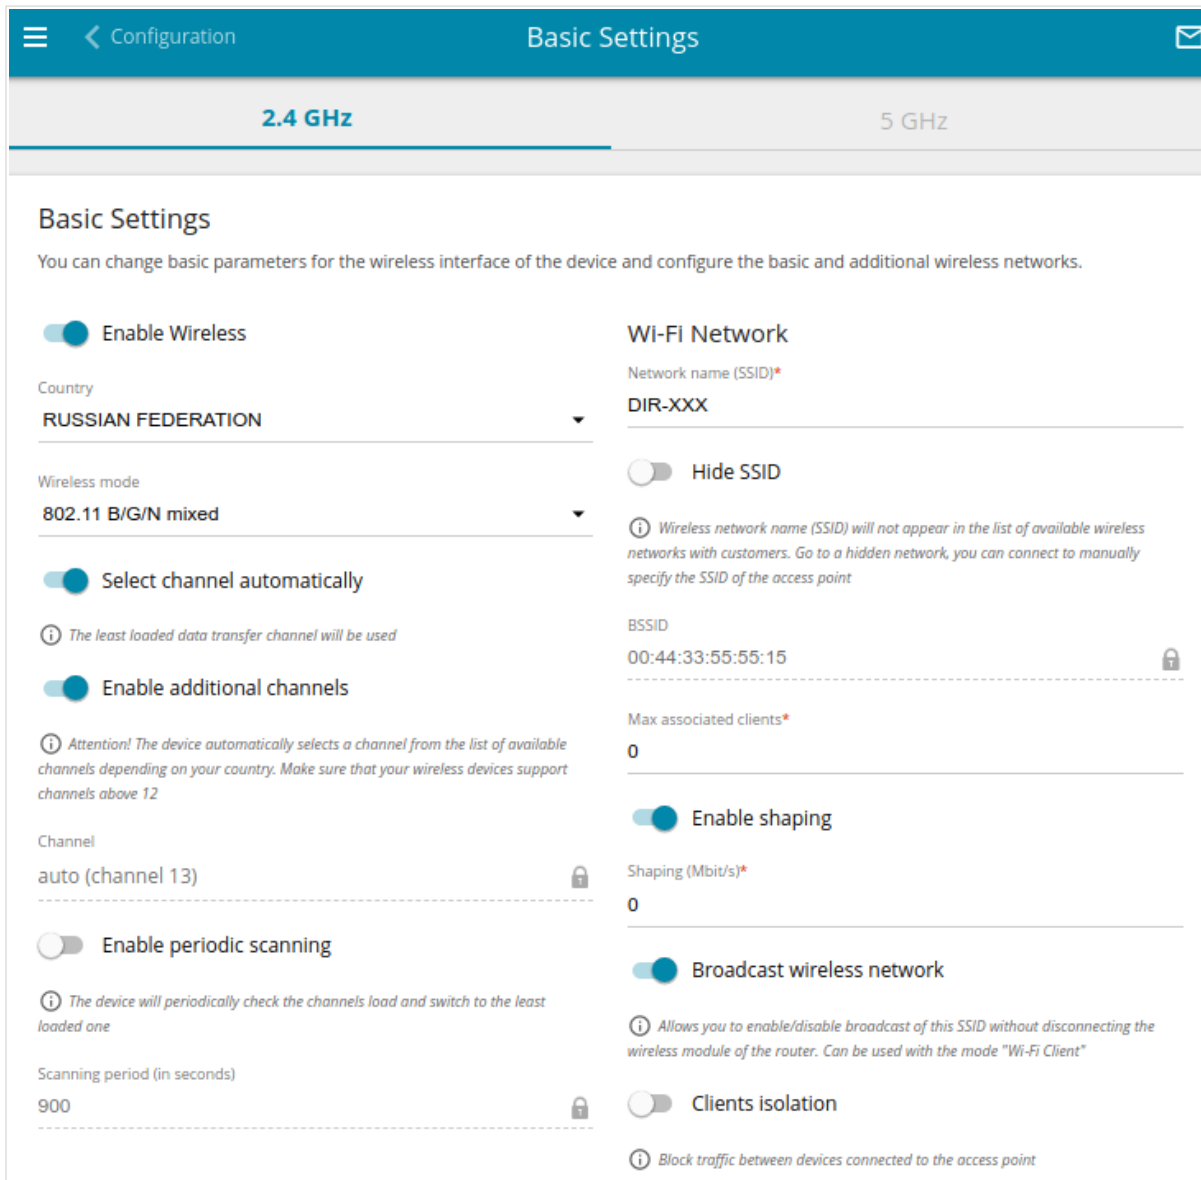 Configuration
Basic Settings
2.4 GHz
5 GHz
Basic Settings
You can change basic parameters for the wireless interface of the device and configure the basic and additional wireless networks.
Enable Wireless
Country
RUSSIAN FEDERATION
Wireless mode
802.11 B/G/N mixed
Select channel automatically
The least loaded data transfer channel will be used
Enable additional channels
Attention! The device automatically selects a channel from the list of available
channels depending on your country. Make sure that your wireless devices support
channels above 12
Channel
auto (channel 13)
Enable periodic scanning
The device will periodically check the channels load and switch to the least
loaded one
Scanning period (in seconds)
900
Wi-Fi Network
Network name (SSID)*
DIR-XXX
Hide SSID
Wireless network name (SSID) will not appear in the list of available wireless
networks with customers. Go to a hidden network, you can connect to manually
specify the SSID of the access point
BSSID
00:44:33:55:55:15
Max associated clients*
0
Enable shaping
Shaping (Mbit/s)*
0
Broadcast wireless network
Allows you to enable/disable broadcast of this SSID without disconnecting the
wireless module of the router. Can be used with the mode "Wi-Fi Client"
Clients isolation
Block traffic between devices connected to the access point